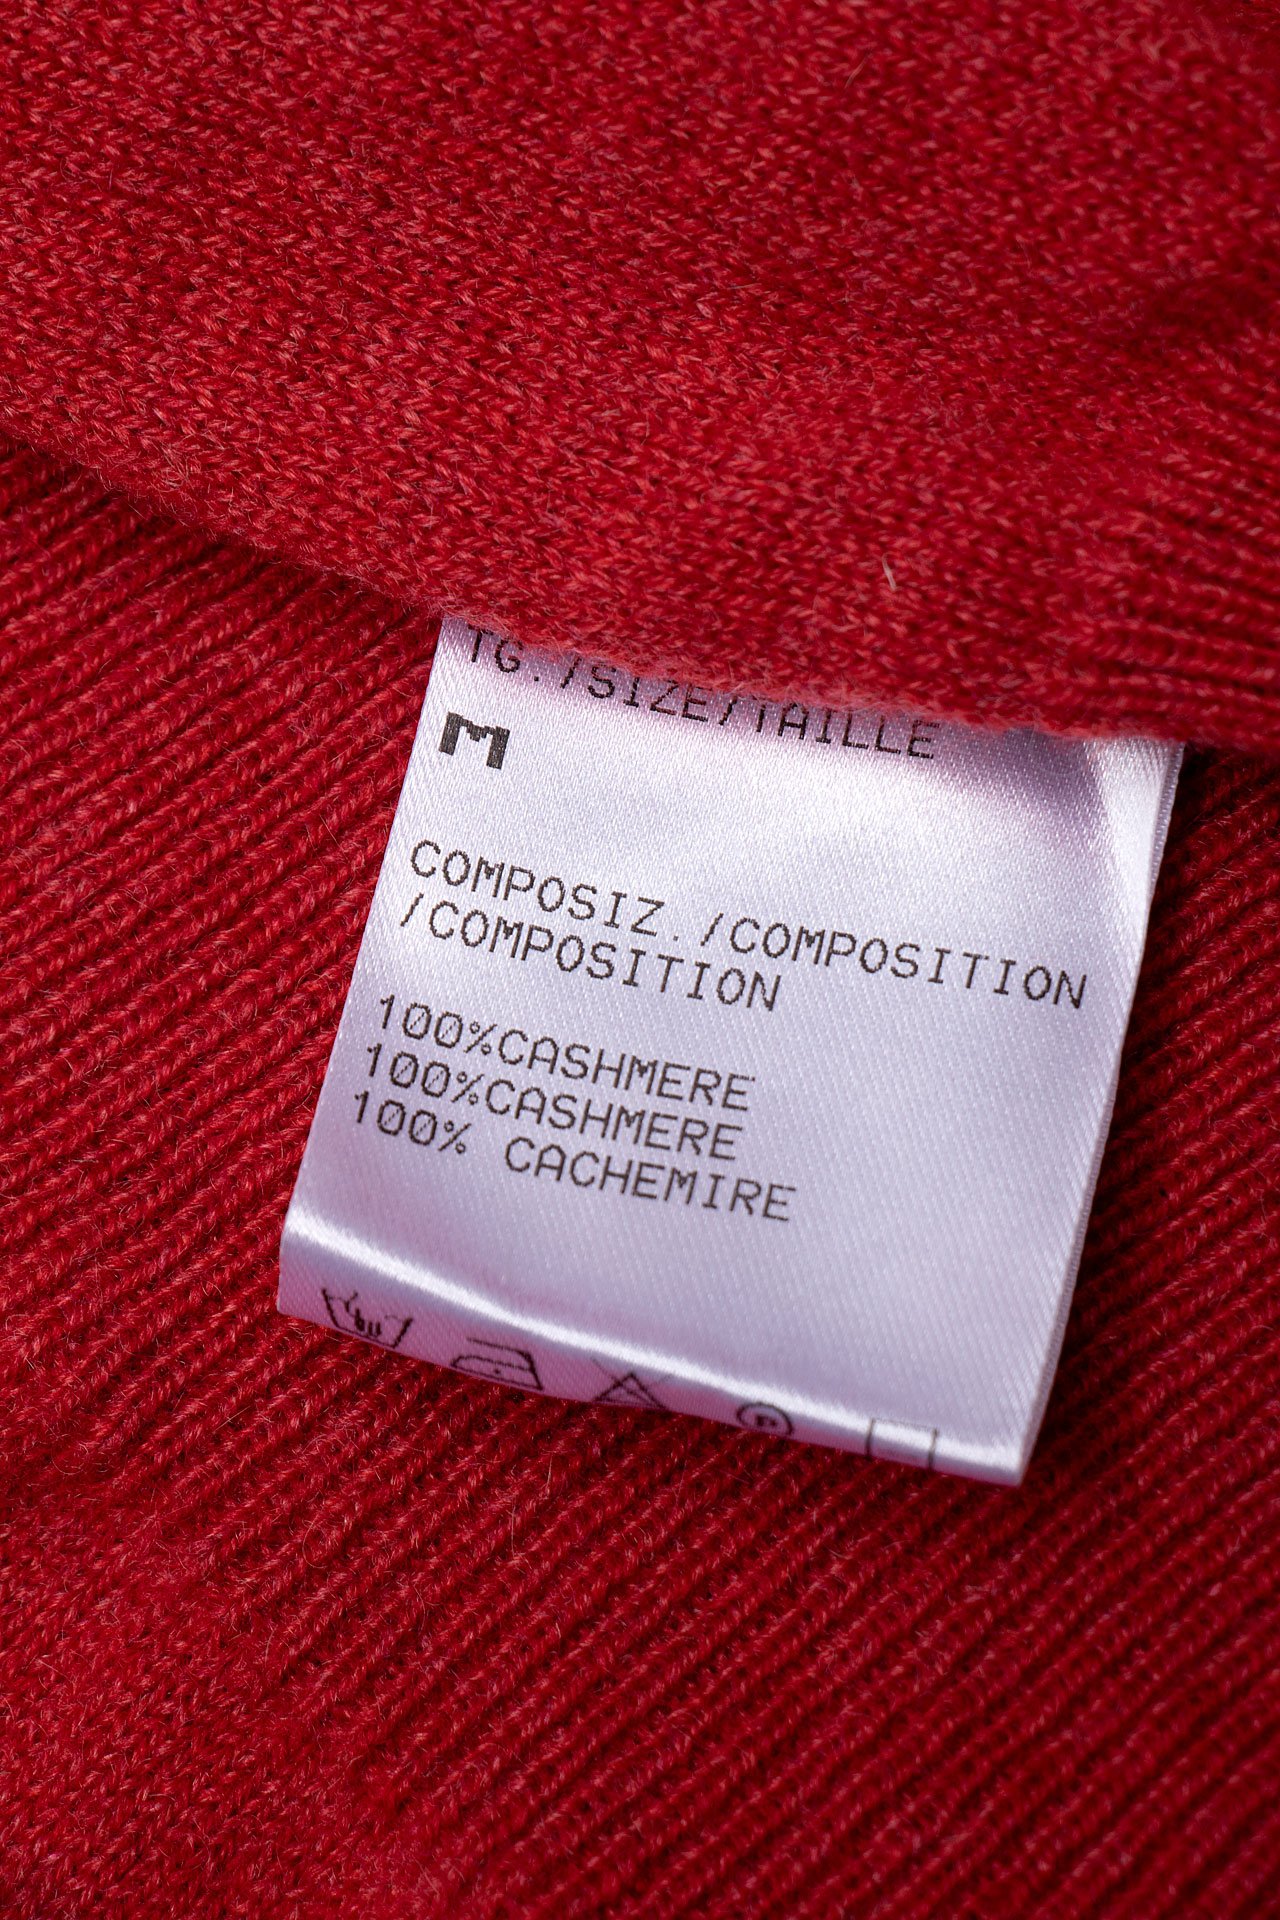 TG./SIZE/TAILLE
M
COMPOSIZ./COMPOSITION
/COMPOSITION
100%CASHMERE
100%CASHMERE
100% CACHEMIRE
P